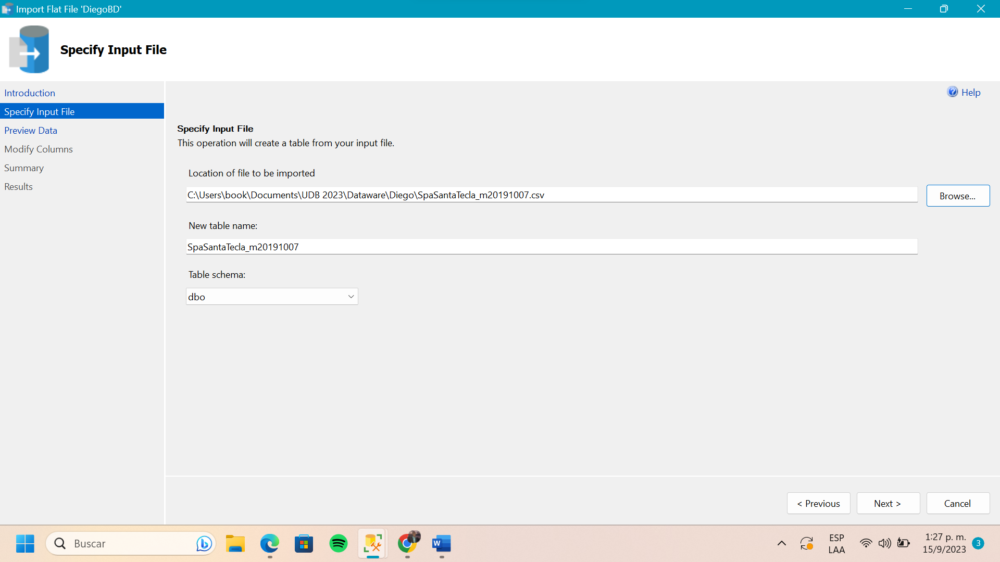 Import Flat File 'DiegoBD'
Specify Input File
Introduction
Specify Input File
Preview Data
Modify Columns
Summary
Results
Help
Specify Input File
This operation will create a table from your input file.
Location of file to be imported
C:\Users\book\Documents\UDB 2023\Dataware\Diego\SpaSantaTecla_m20191007.csv
Browse...
New table name:
SpaSantaTecla_m20191007
Table schema:
dbo
< Previous
Next >
Cancel
Buscar
W
ESP
LAA
1:27 p. m.
15/9/2023
3